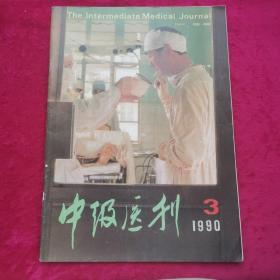 The Intermediate Medical Journal
中级医刊
3
1990